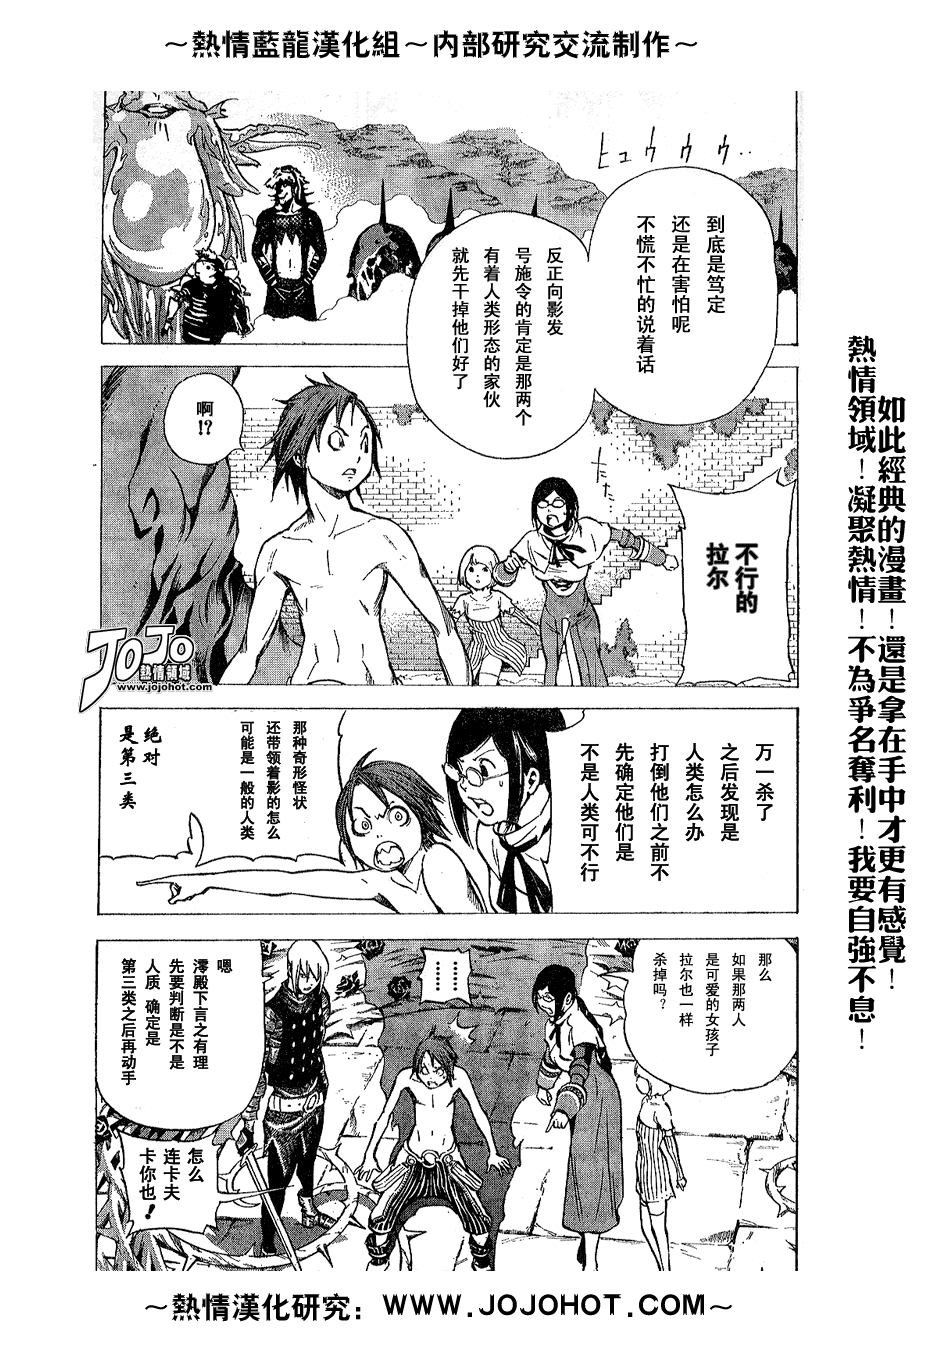 ～熱情藍龍漢化組～内部研究交流制作～
ヒュウウウ..
到底是笃定
还是在害怕呢
不慌不忙的说着话
反正向影发
号施令的肯定是那两个
有着人类形态的家伙
就先干掉他们好了
不行的
拉尔
たた
啊
!?
JOJO
熱情領域
www.jojohot.com
万一杀了
之后发现是
人类怎么办
打倒他们之前不
先确定他们是
不是人类可不行
那种奇形怪状
还带领着影的怎么
可能是一般的人类
绝对
是第三类
那么
如果那两人
是可爱的女孩子
拉尔也一样
杀掉吗?
……
……
嗯
澪殿下言之有理
先要判断是不是
人质 确定是
第三类之后再动手
怎么
连卡夫
卡你也!
如此經典的漫畫！還是拿在手中才更有感覺！
熱情領域！凝聚熱情！不為爭名奪利！我要自強不息！
～熱情漢化研究：WWW.JOJOHOT.COM～